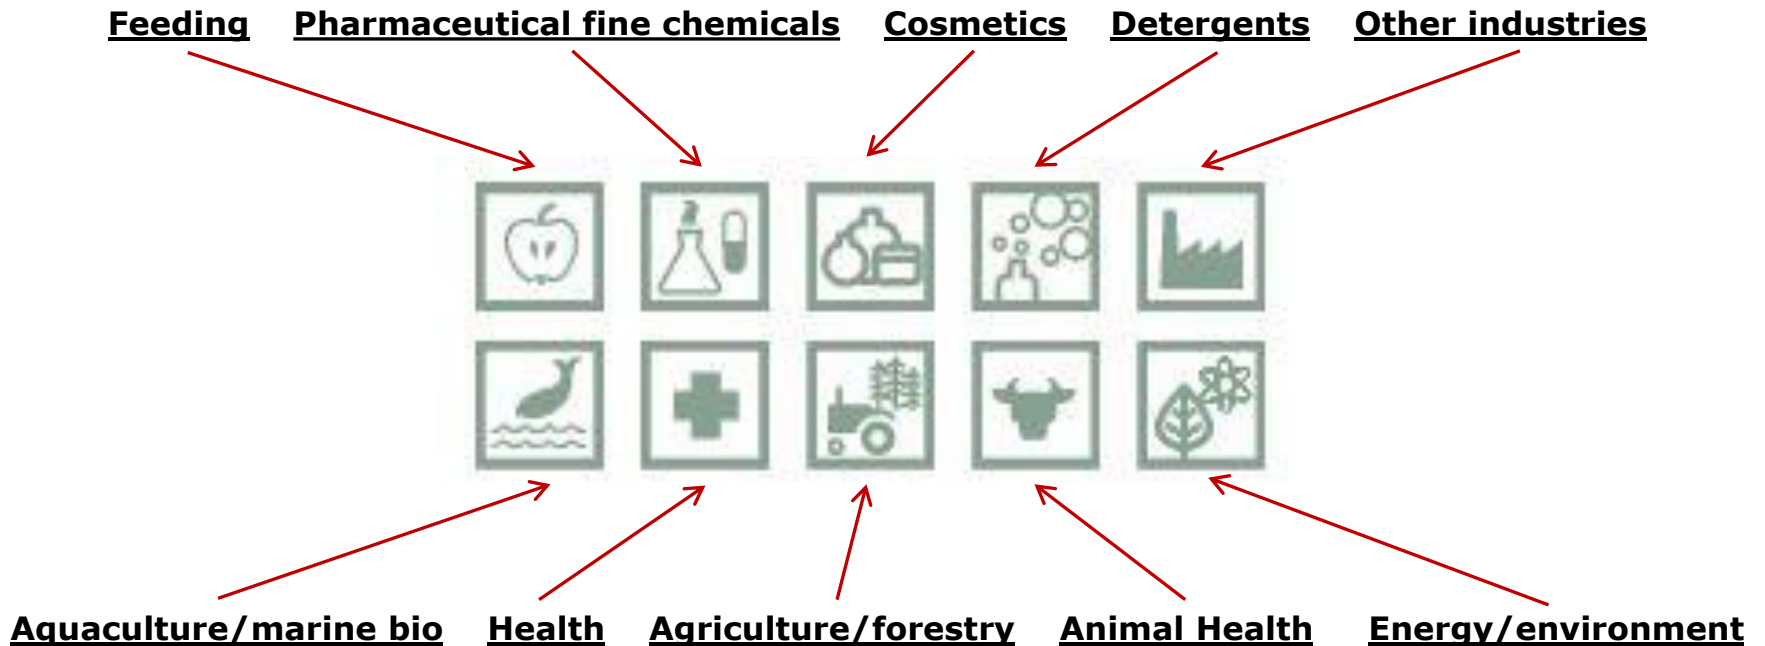 Feeding Pharmaceutical fine chemicals Cosmetics Detergents Other industries
Aquaculture/marine bio Health Agriculture/forestry Animal Health Energy/environment